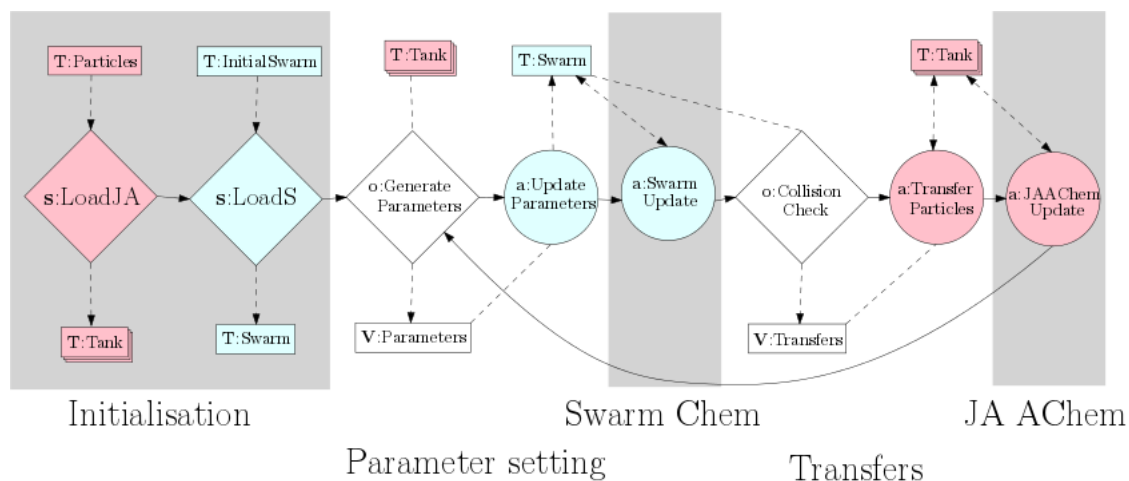 T:Particles
T:InitialSwarm
T:Tank
T:Swarm
T:Tank
s:LoadJA
s:LoadS
o:Generate
Parameters
a:Update
Parameters
a:Swarm
Update
o:Collision
Check
a:Transfer
Particles
a:JAAChem
Update
T:Tank
T:Swarm
V:Parameters
V:Transfers
Initialisation
Swarm Chem
JA AChem
Parameter setting
Transfers